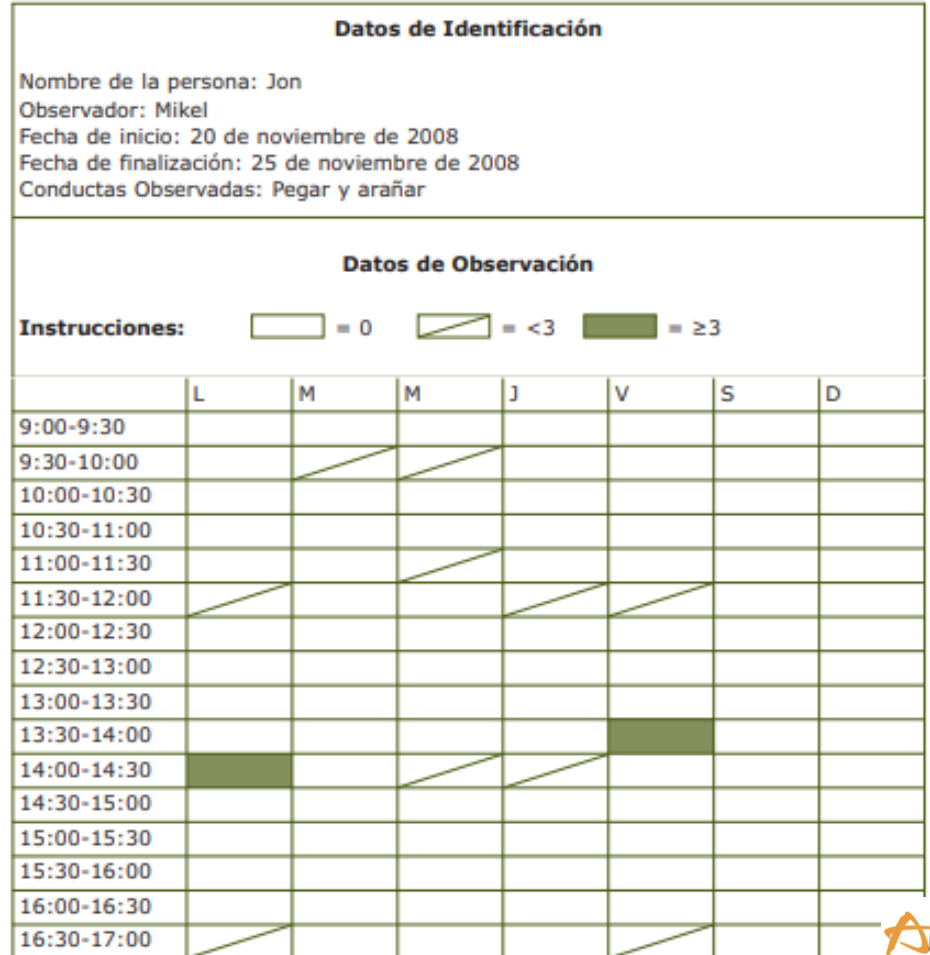 Datos de Identificación
Nombre de la persona: Jon
Observador: Mikel
Fecha de inicio: 20 de noviembre de 2008
Fecha de finalización: 25 de noviembre de 2008
Conductas Observadas: Pegar y arañar
Datos de Observación
Instrucciones: = 0 = <3 = ≥3
L M M J V S D
9:00-9:30
9:30-10:00
10:00-10:30
10:30-11:00
11:00-11:30
11:30-12:00
12:00-12:30
12:30-13:00
13:00-13:30
13:30-14:00
14:00-14:30
14:30-15:00
15:00-15:30
15:30-16:00
16:00-16:30
16:30-17:00